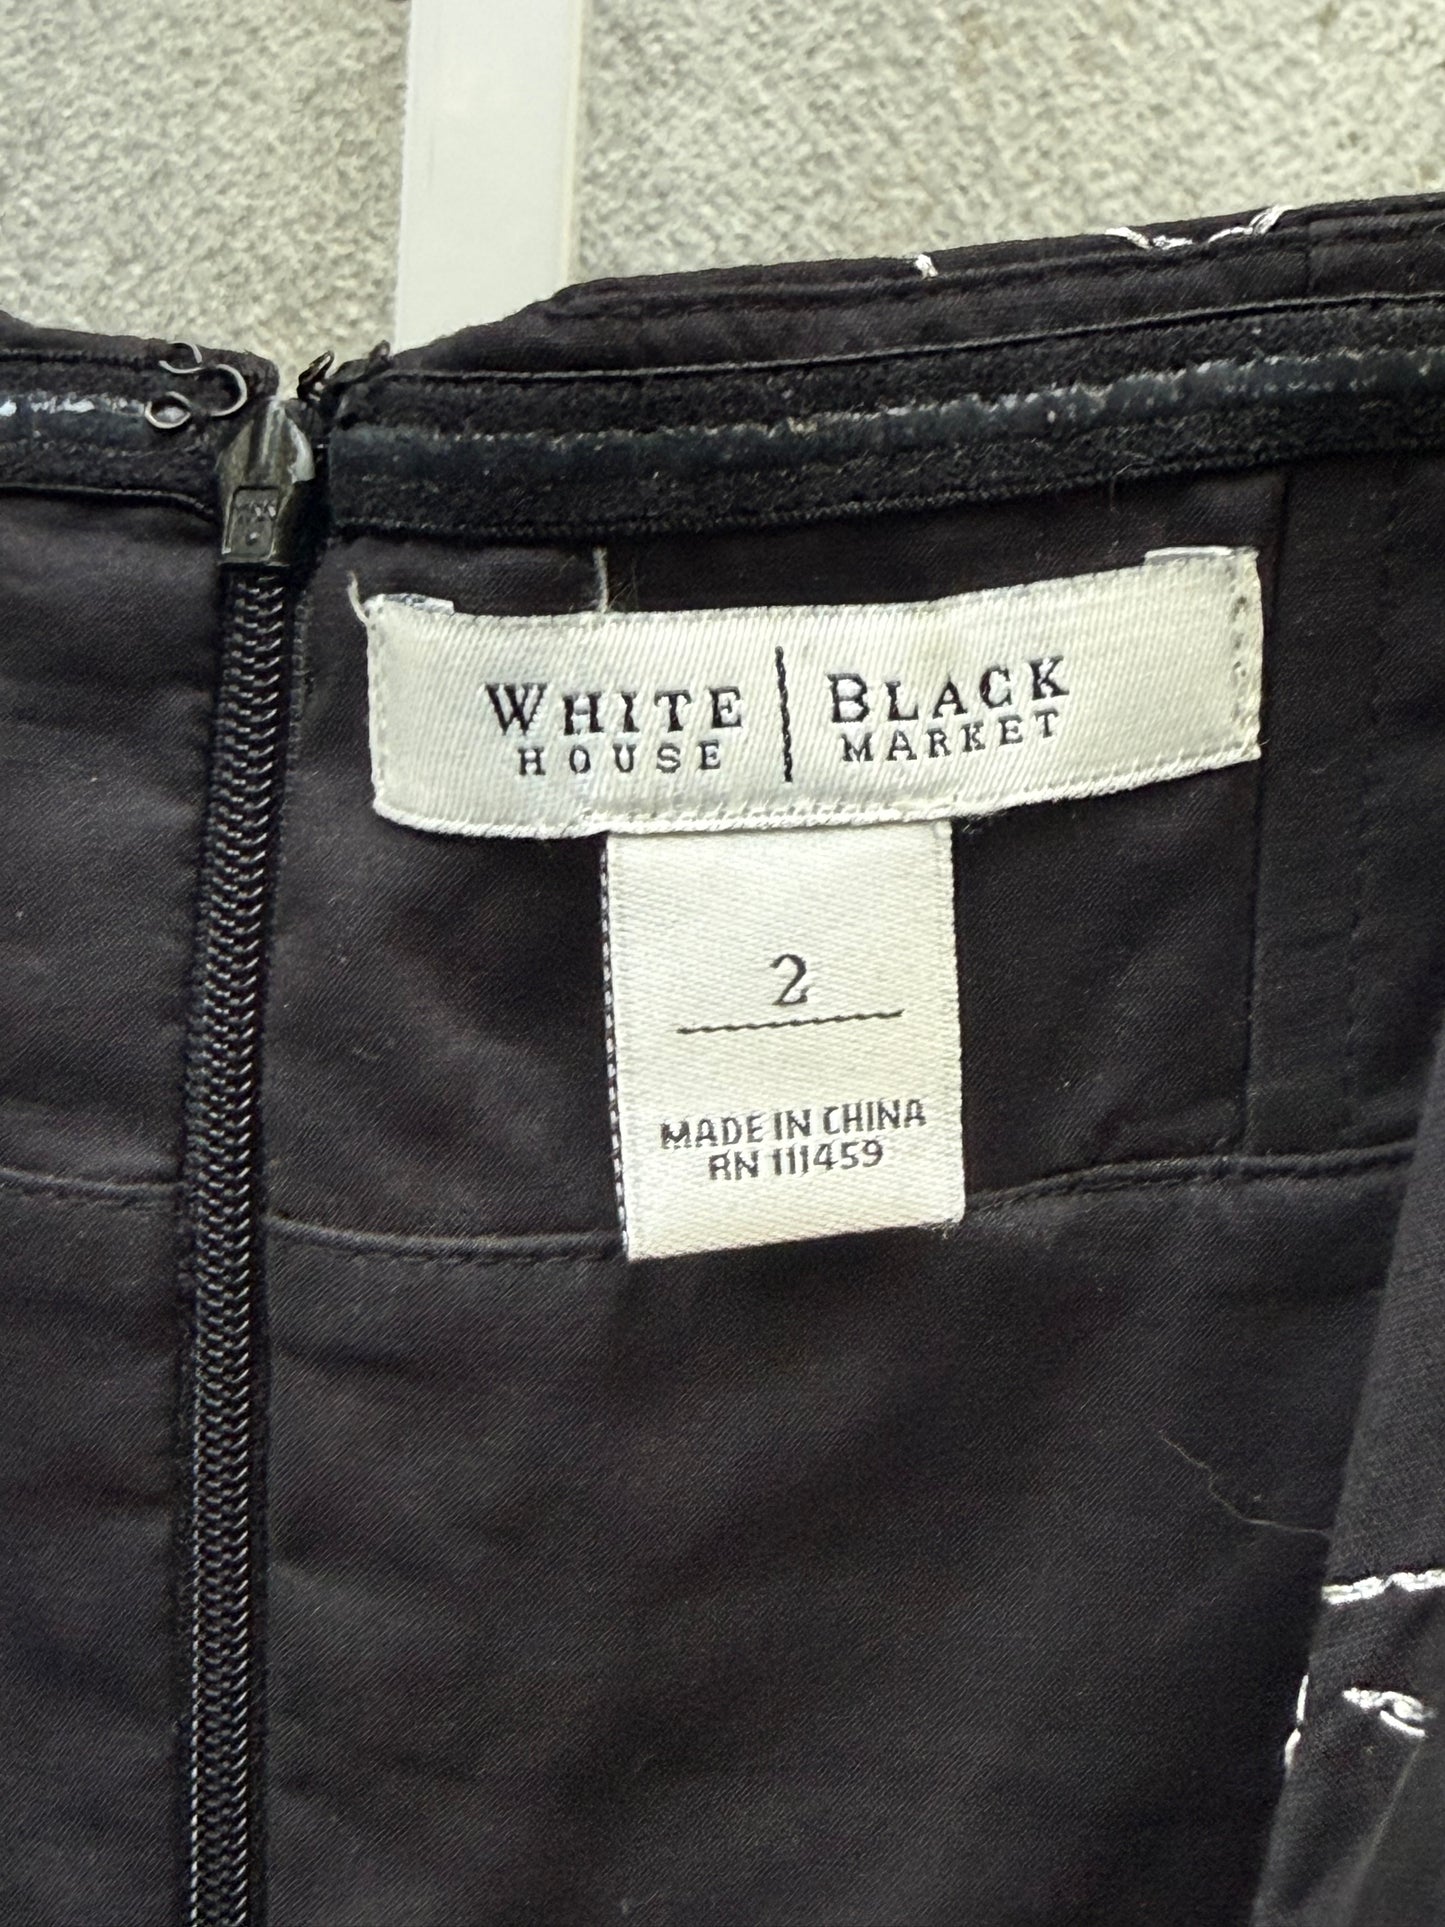 WHITE | BLACK
HOUSE | MARKET
2
MADE IN CHINA
RN 111459